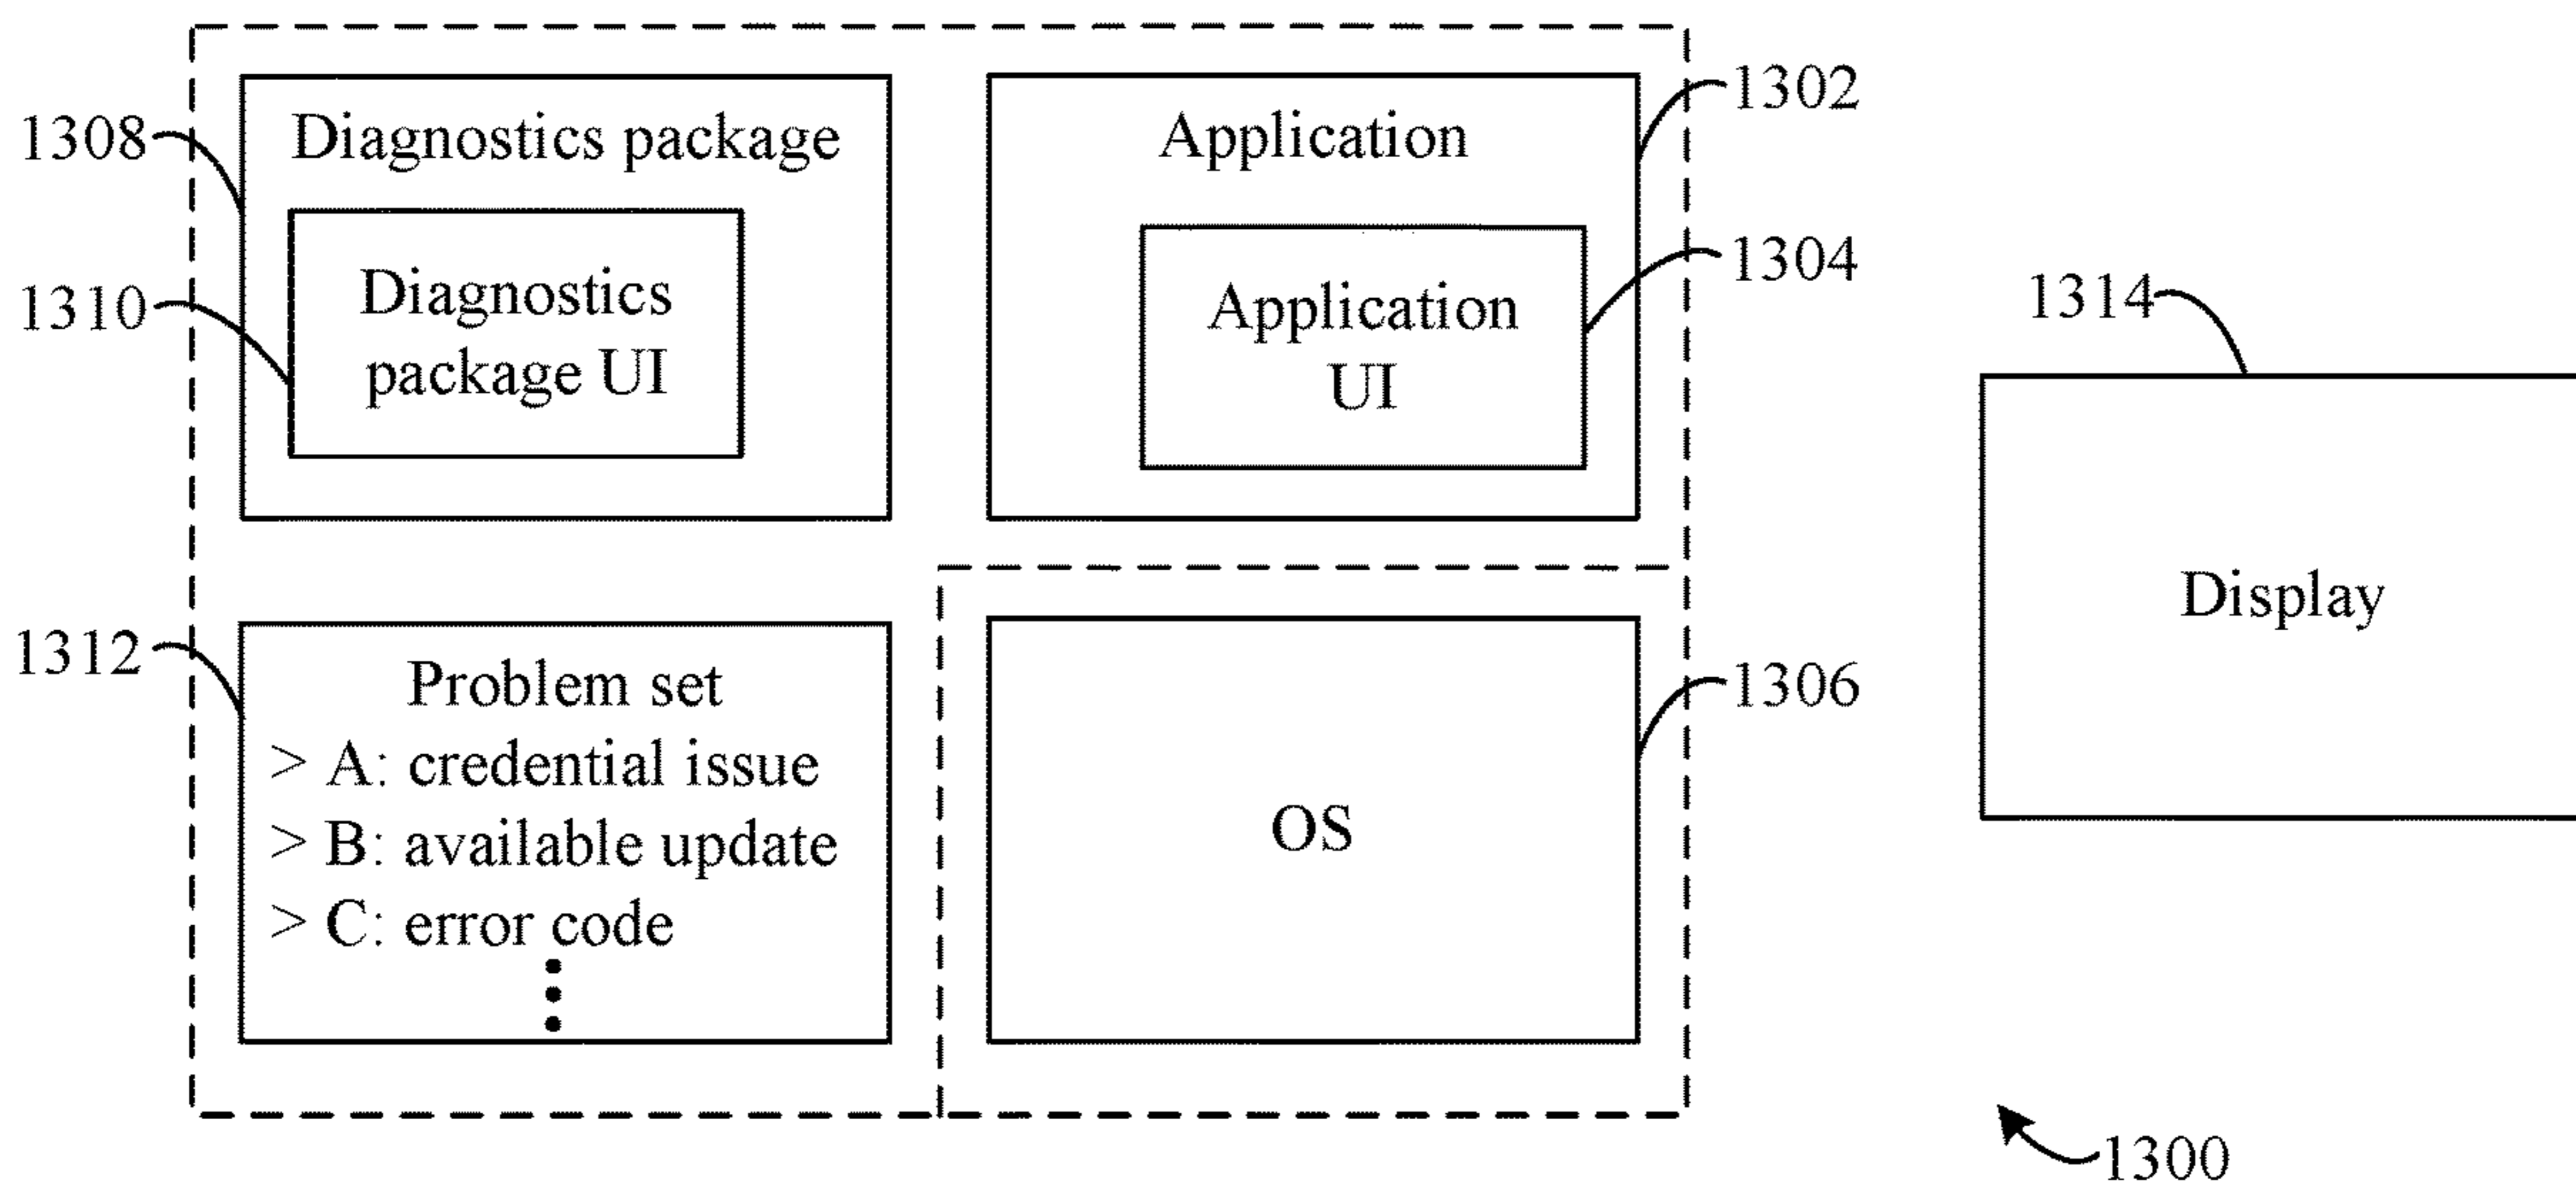 1308
Diagnostics package
1310
Diagnostics
package UI
Application
1302
Application
UI
1304
1312
Problem set
> A: credential issue
> B: available update
> C: error code
OS
1306
1314
Display
1300